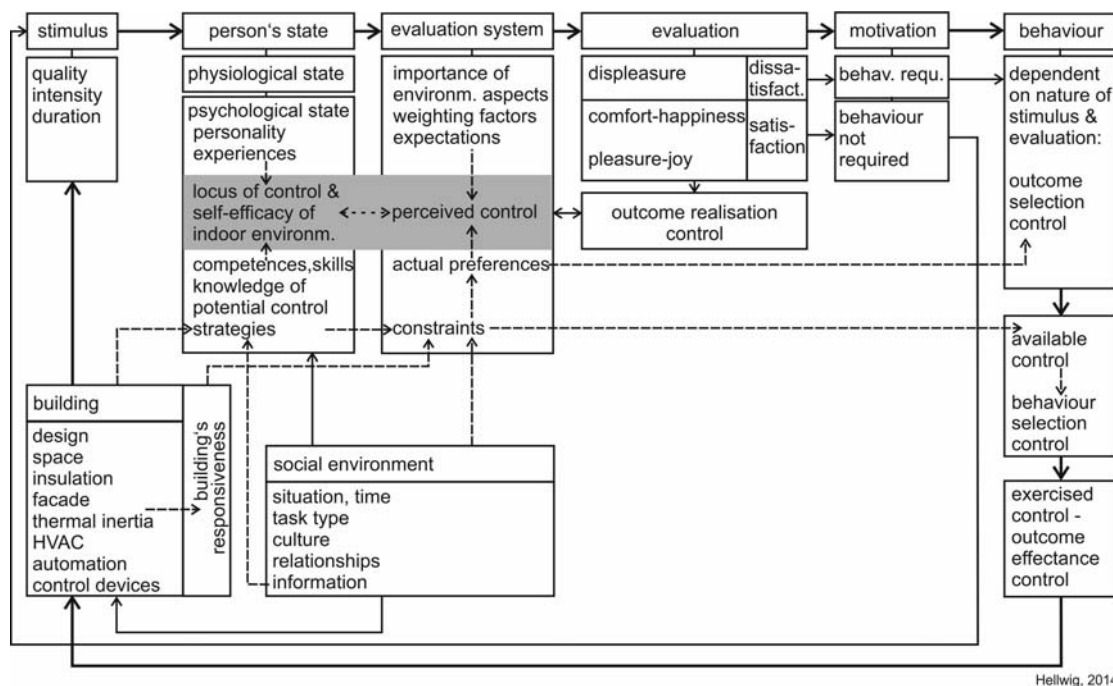 stimulus
person's state
evaluation system
evaluation
motivation
behaviour
quality
intensity
duration
physiological state
psychological state
personality
experiences
locus of control &
self-efficacy of
indoor environm.
competences,skills
knowledge of
potential control
strategies
importance of
environm. aspects
weighting factors
expectations
perceived control
actual preferences
constraints
displeasure
comfort-happiness
pleasure-joy
dissa-
tisfact.
satis-
faction
outcome realisation
control
behav. requ.
behaviour
not
required
dependent
on nature of
stimulus &
evaluation:
outcome
selection
control
available
control
behaviour
selection
control
exercised
control -
outcome
effectance
control
building
design
space
insulation
facade
thermal inertia
HVAC
automation
control devices
building's
responsiveness
social environment
situation, time
task type
culture
relationships
information
Hellwig, 2014